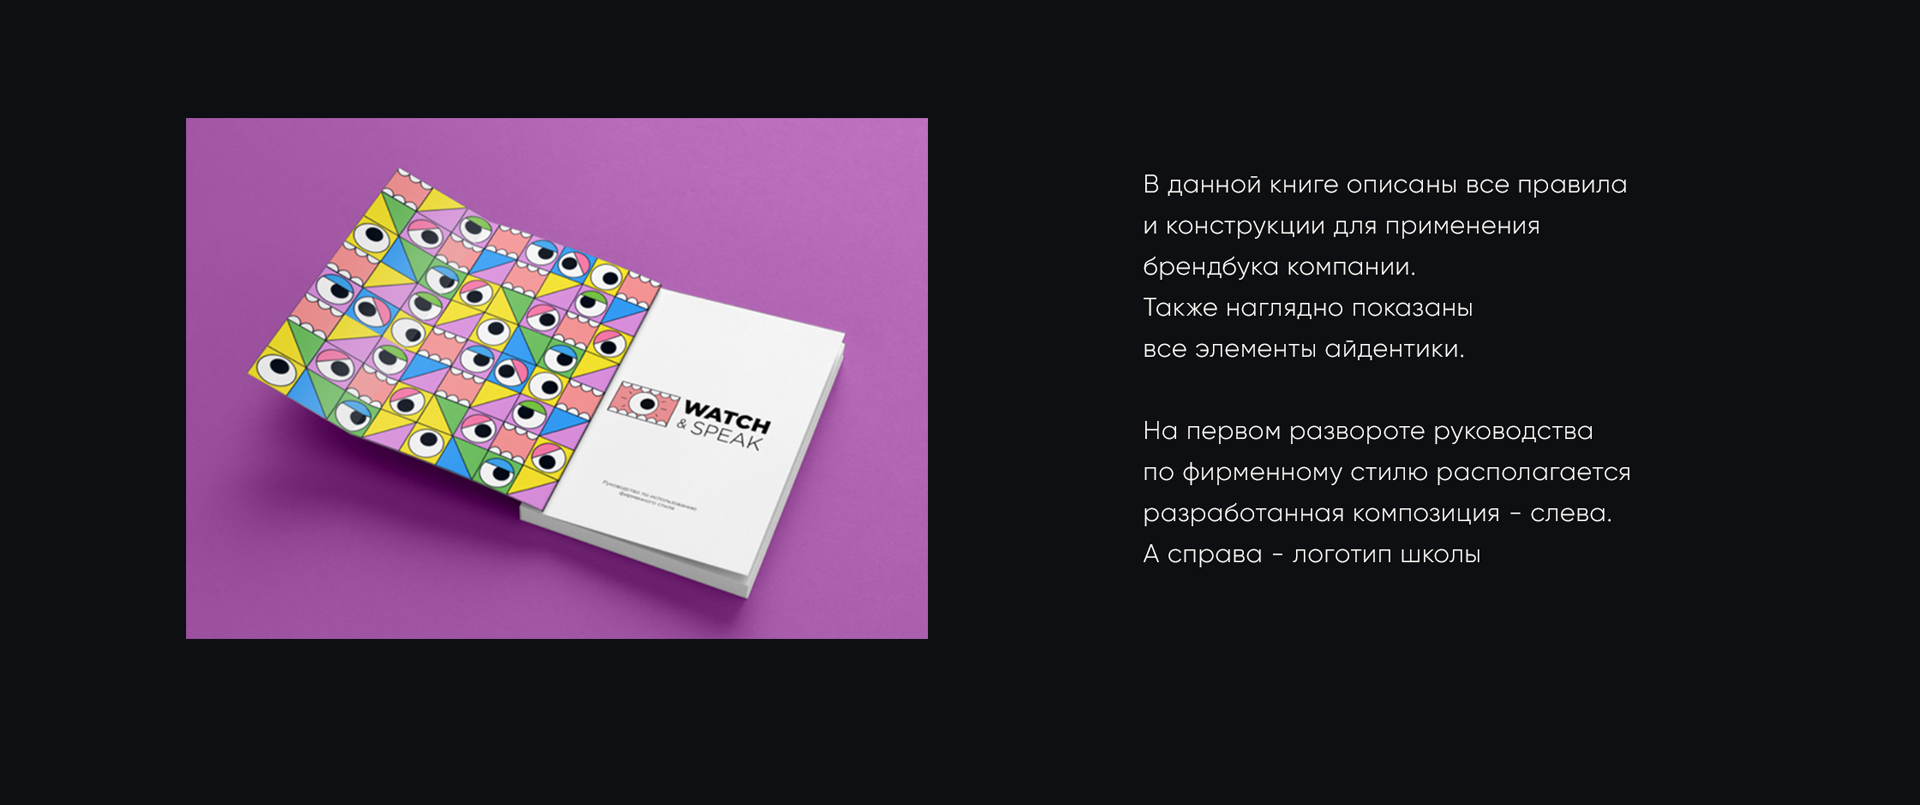 WATCH
& SPEAK
Руководство по использованию
фирменного стиля
В данной книге описаны все правила
и конструкции для применения
брендбука компании.
Также наглядно показаны
все элементы айдентики.
На первом развороте руководства
по фирменному стилю располагается
разработанная композиция - слева.
А справа - логотип школы